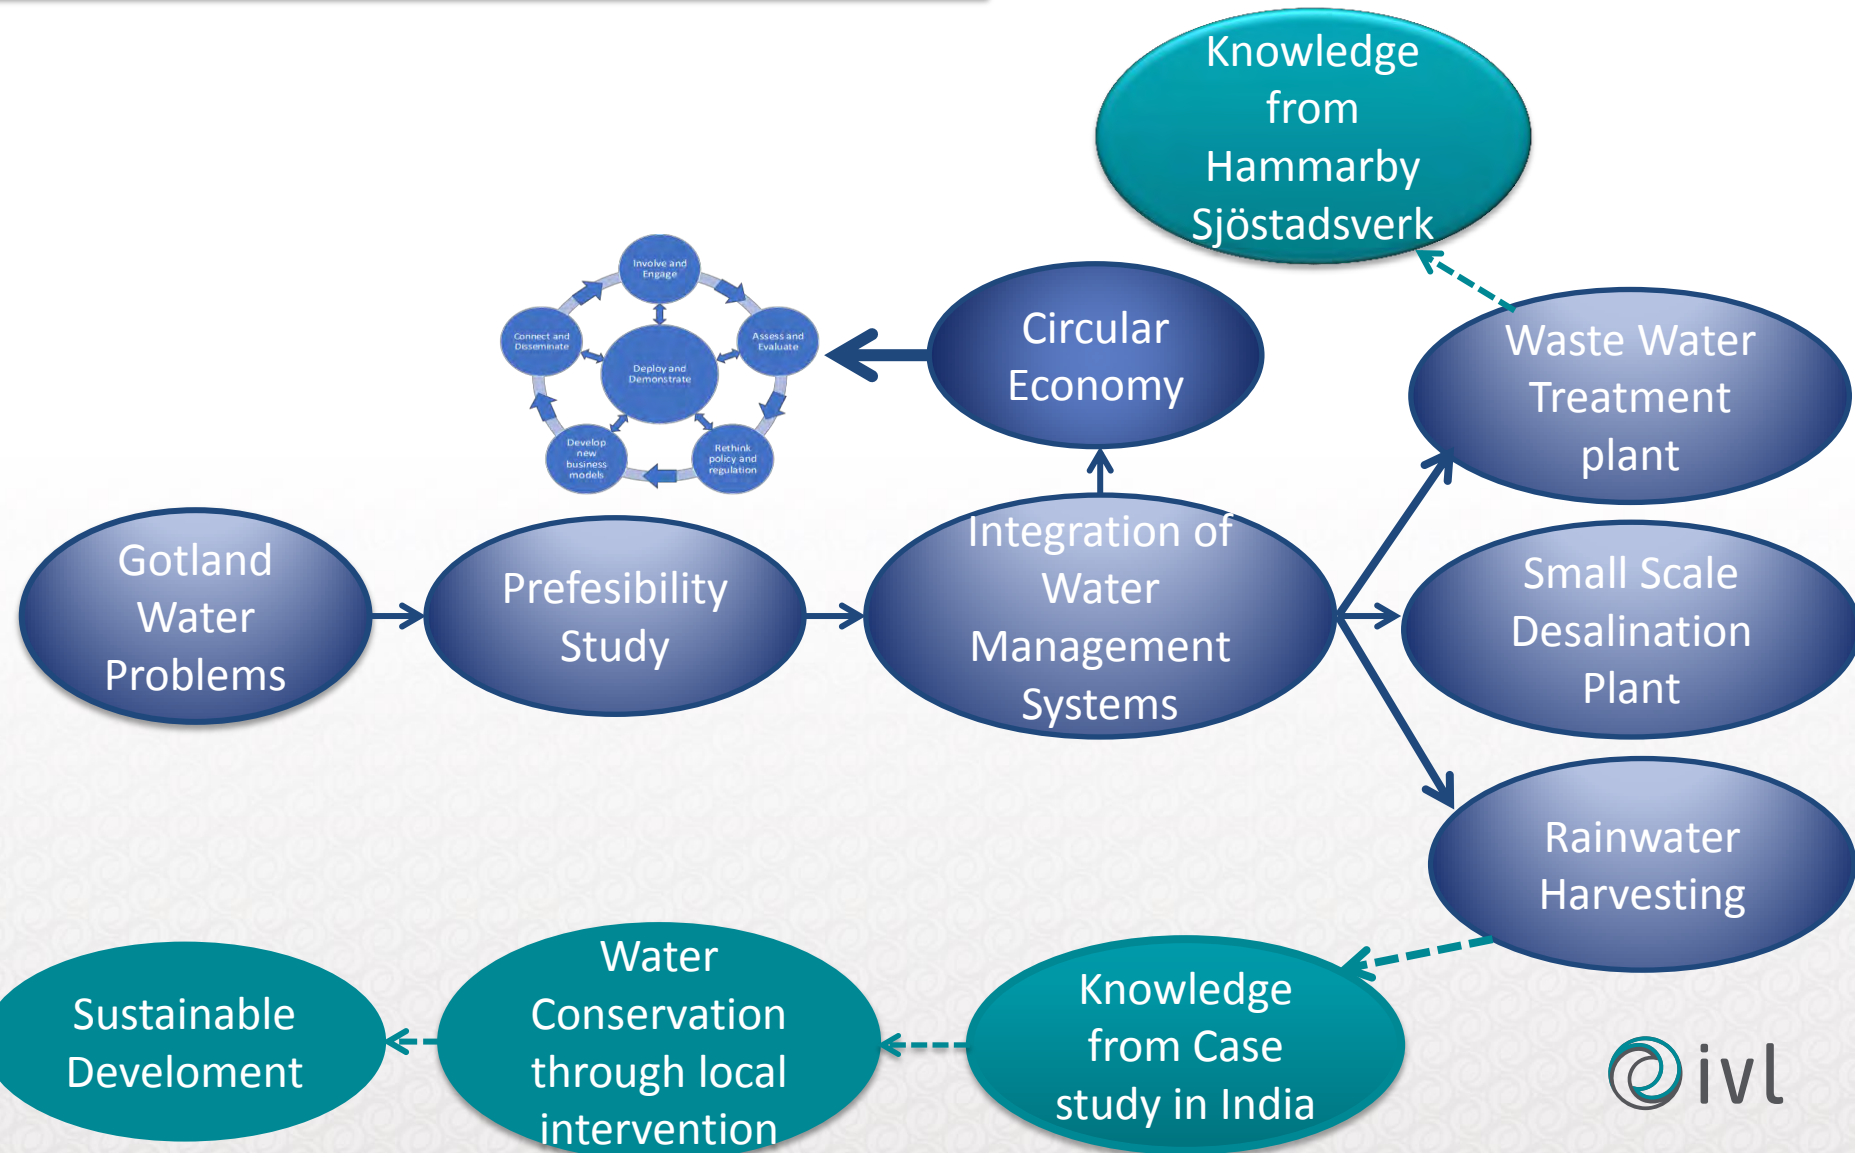 Knowledge
from
Hammarby
Sjöstadsverk
Involve and
Engage
Connect and
Disseminate
Assess and
Evaluate
Deploy and
Demonstrate
Develop
new
business
models
Rethink
policy and
regulation
Circular
Economy
Waste Water
Treatment
plant
Gotland
Water
Problems
Prefesibility
Study
Integration of
Water
Management
Systems
Small Scale
Desalination
Plant
Rainwater
Harvesting
Sustainable
Develoment
Water
Conservation
through local
intervention
Knowledge
from Case
study in India
ivl